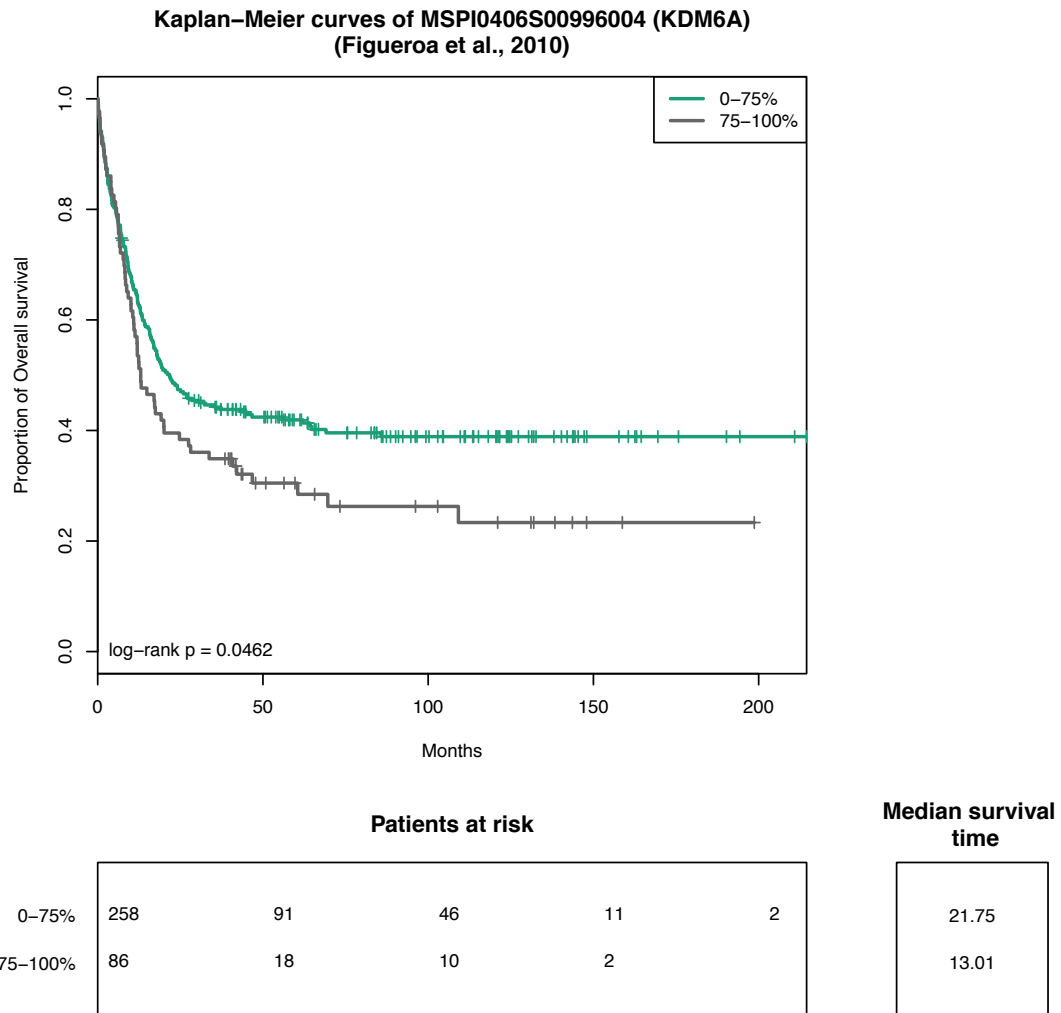 Kaplan−Meier curves of MSPI0406S00996004 (KDM6A)
(Figueroa et al., 2010)
0−75%
75−100%
1.0
0.8
0.6
0.4
0.2
0.0
Proportion of Overall survival
log−rank p = 0.0462
0 50 100 150 200
Months
Patients at risk
Median survival
time
0−75% 258 91 46 11 2 21.75
75−100% 86 18 10 2 13.01